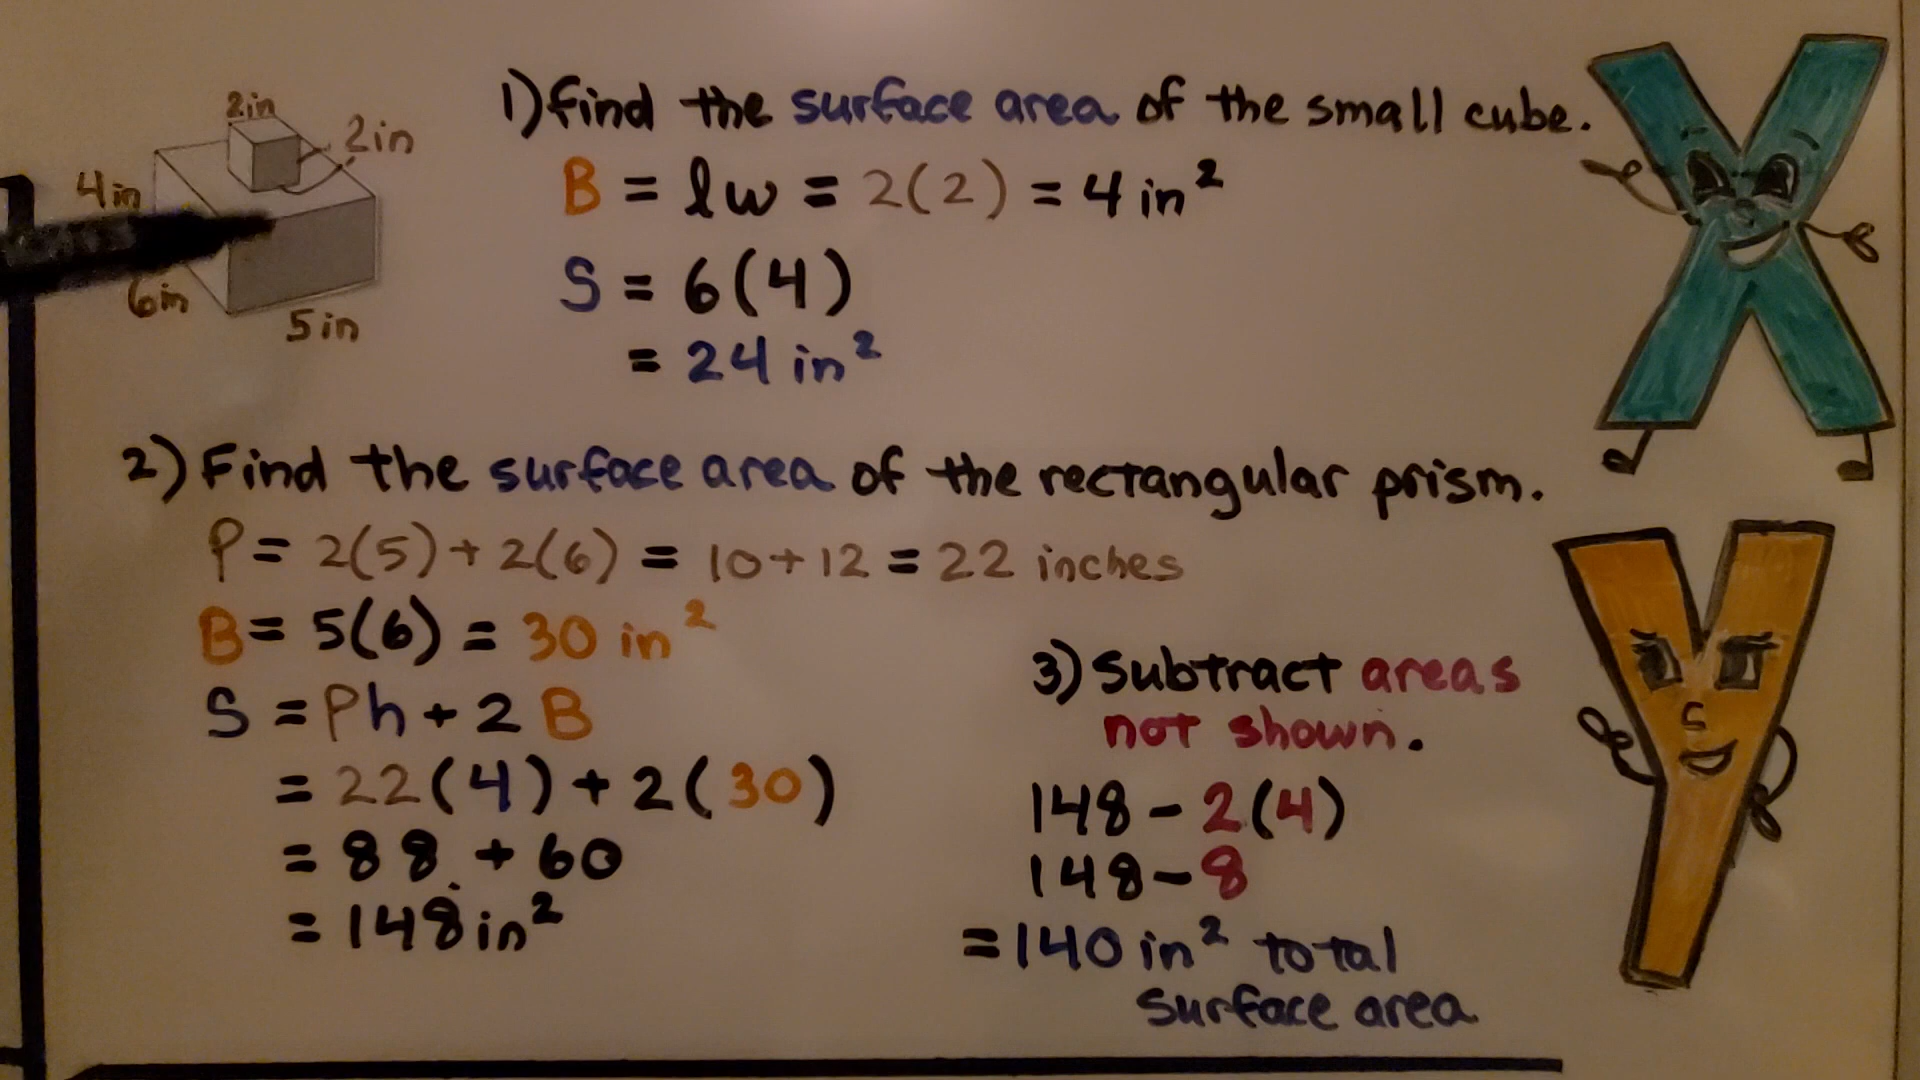 2in
2in
4in
6in
5in
1) Find the surface area of the small cube.
B = lw = 2(2) = 4 in²
S = 6(4)
= 24 in²
2) Find the surface area of the rectangular prism.
P = 2(5) + 2(6) = 10 + 12 = 22 inches
B = 5(6) = 30 in²
S = Ph + 2B
= 22(4) + 2(30)
= 88 + 60
= 148 in²
3) Subtract areas
not shown.
148 - 2(4)
148 - 8
= 140 in² total
surface area